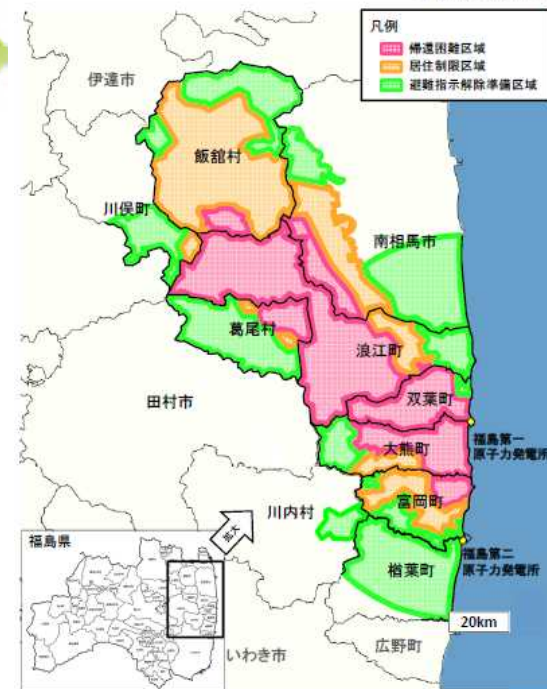 凡例
帰還困難区域
居住制限区域
避難指示解除準備区域
伊達市
飯舘村
川俣町
南相馬市
葛尾村
浪江町
田村市
双葉町
大熊町
福島第一
原子力発電所
富岡町
川内村
福島第二
原子力発電所
楢葉町
拡大
福島県
20km
いわき市
広野町